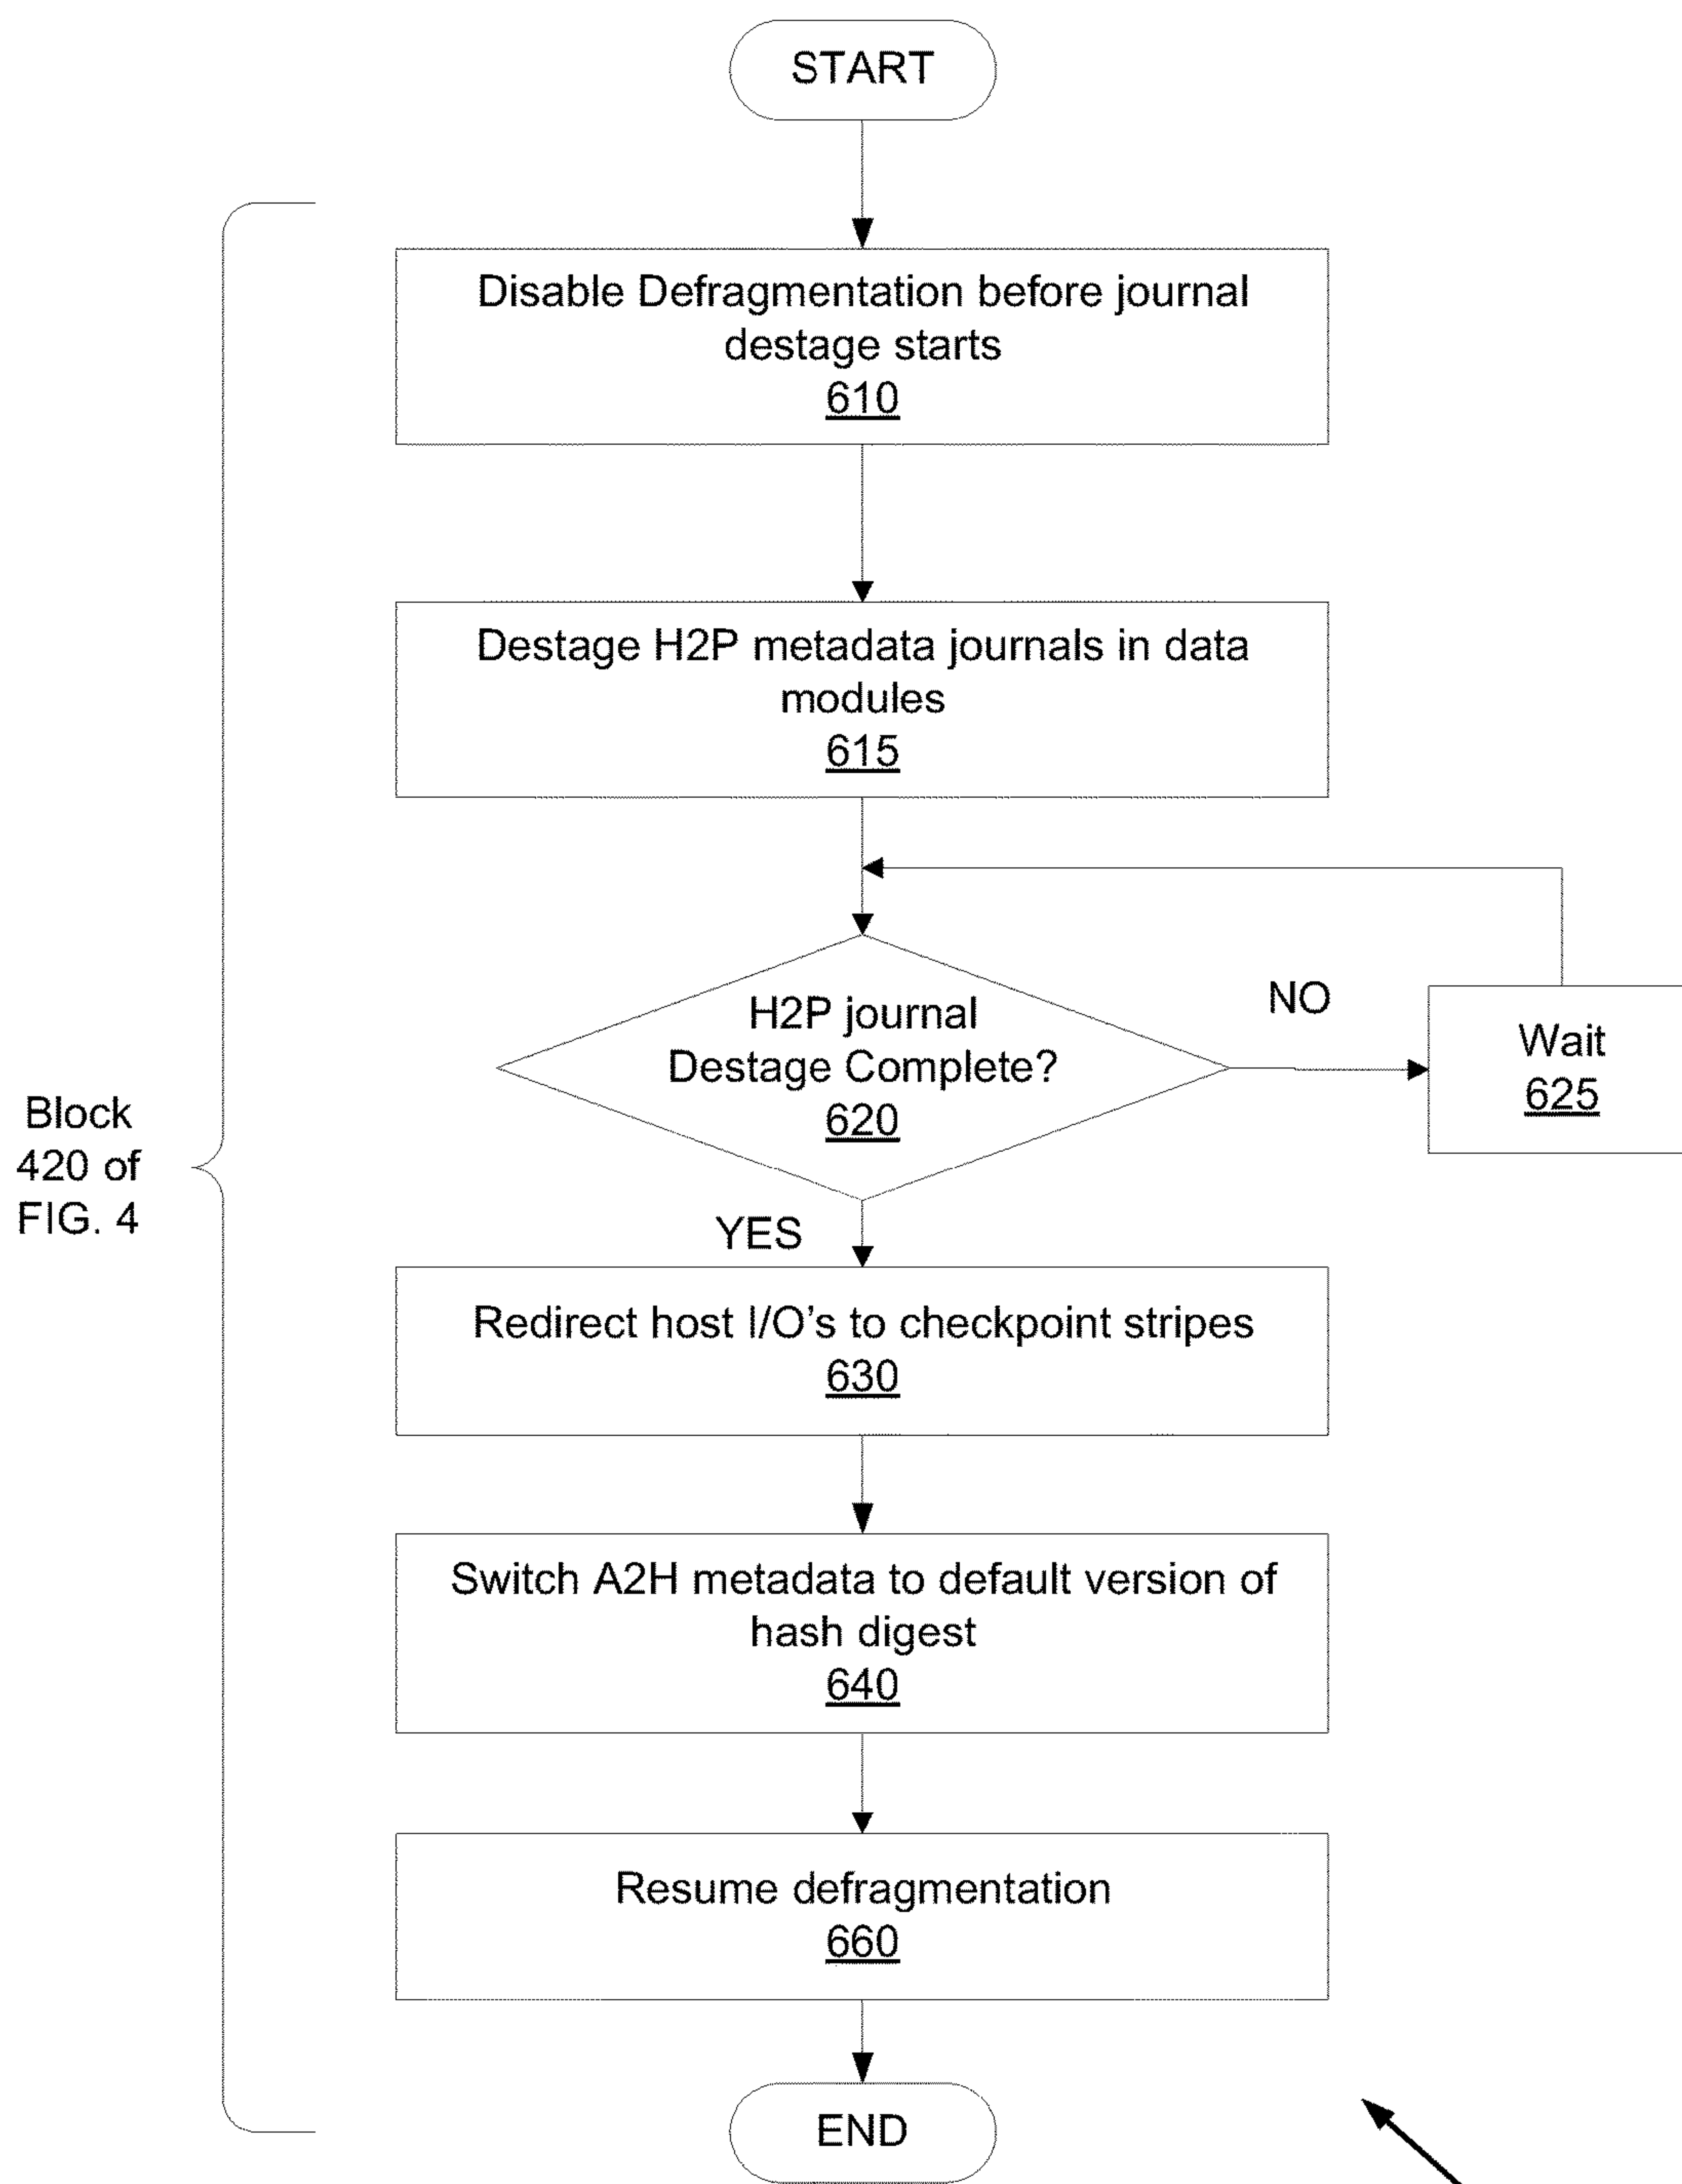 START
Disable Defragmentation before journal
destage starts
610
Destage H2P metadata journals in data
modules
615
H2P journal
Destage Complete?
620
NO
Wait
625
Block
420 of
FIG. 4
YES
Redirect host I/O's to checkpoint stripes
630
Switch A2H metadata to default version of
hash digest
640
Resume defragmentation
660
END